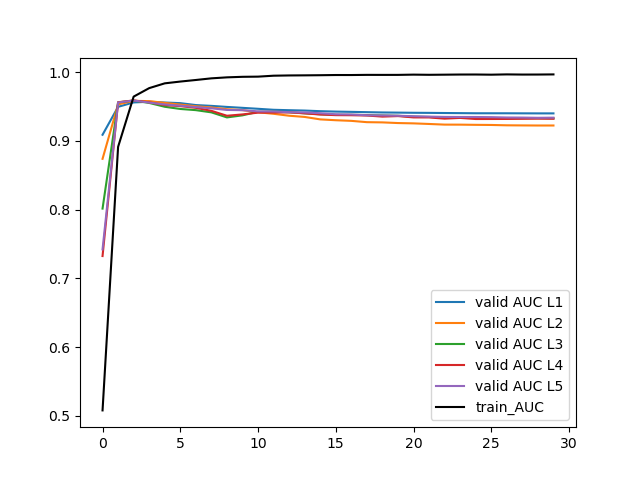 1.0
0.9
0.8
0.7
0.6
0.5
0
5
10
15
20
25
30
valid AUC L1
valid AUC L2
valid AUC L3
valid AUC L4
valid AUC L5
train_AUC